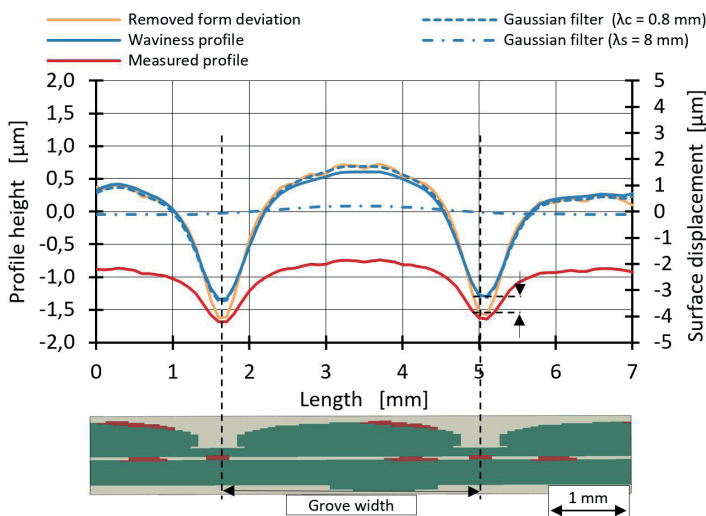 Removed form deviation
Waviness profile
Measured profile
Gaussian filter (λc = 0.8 mm)
Gaussian filter (λs = 8 mm)
2,0
1,5
1,0
0,5
0,0
-0,5
-1,0
-1,5
-2,0
Profile height [µm]
5
4
3
2
1
0
-1
-2
-3
-4
-5
Surface displacement [µm]
0 1 2 3 4 5 6 7
Length [mm]
Grove width
1 mm